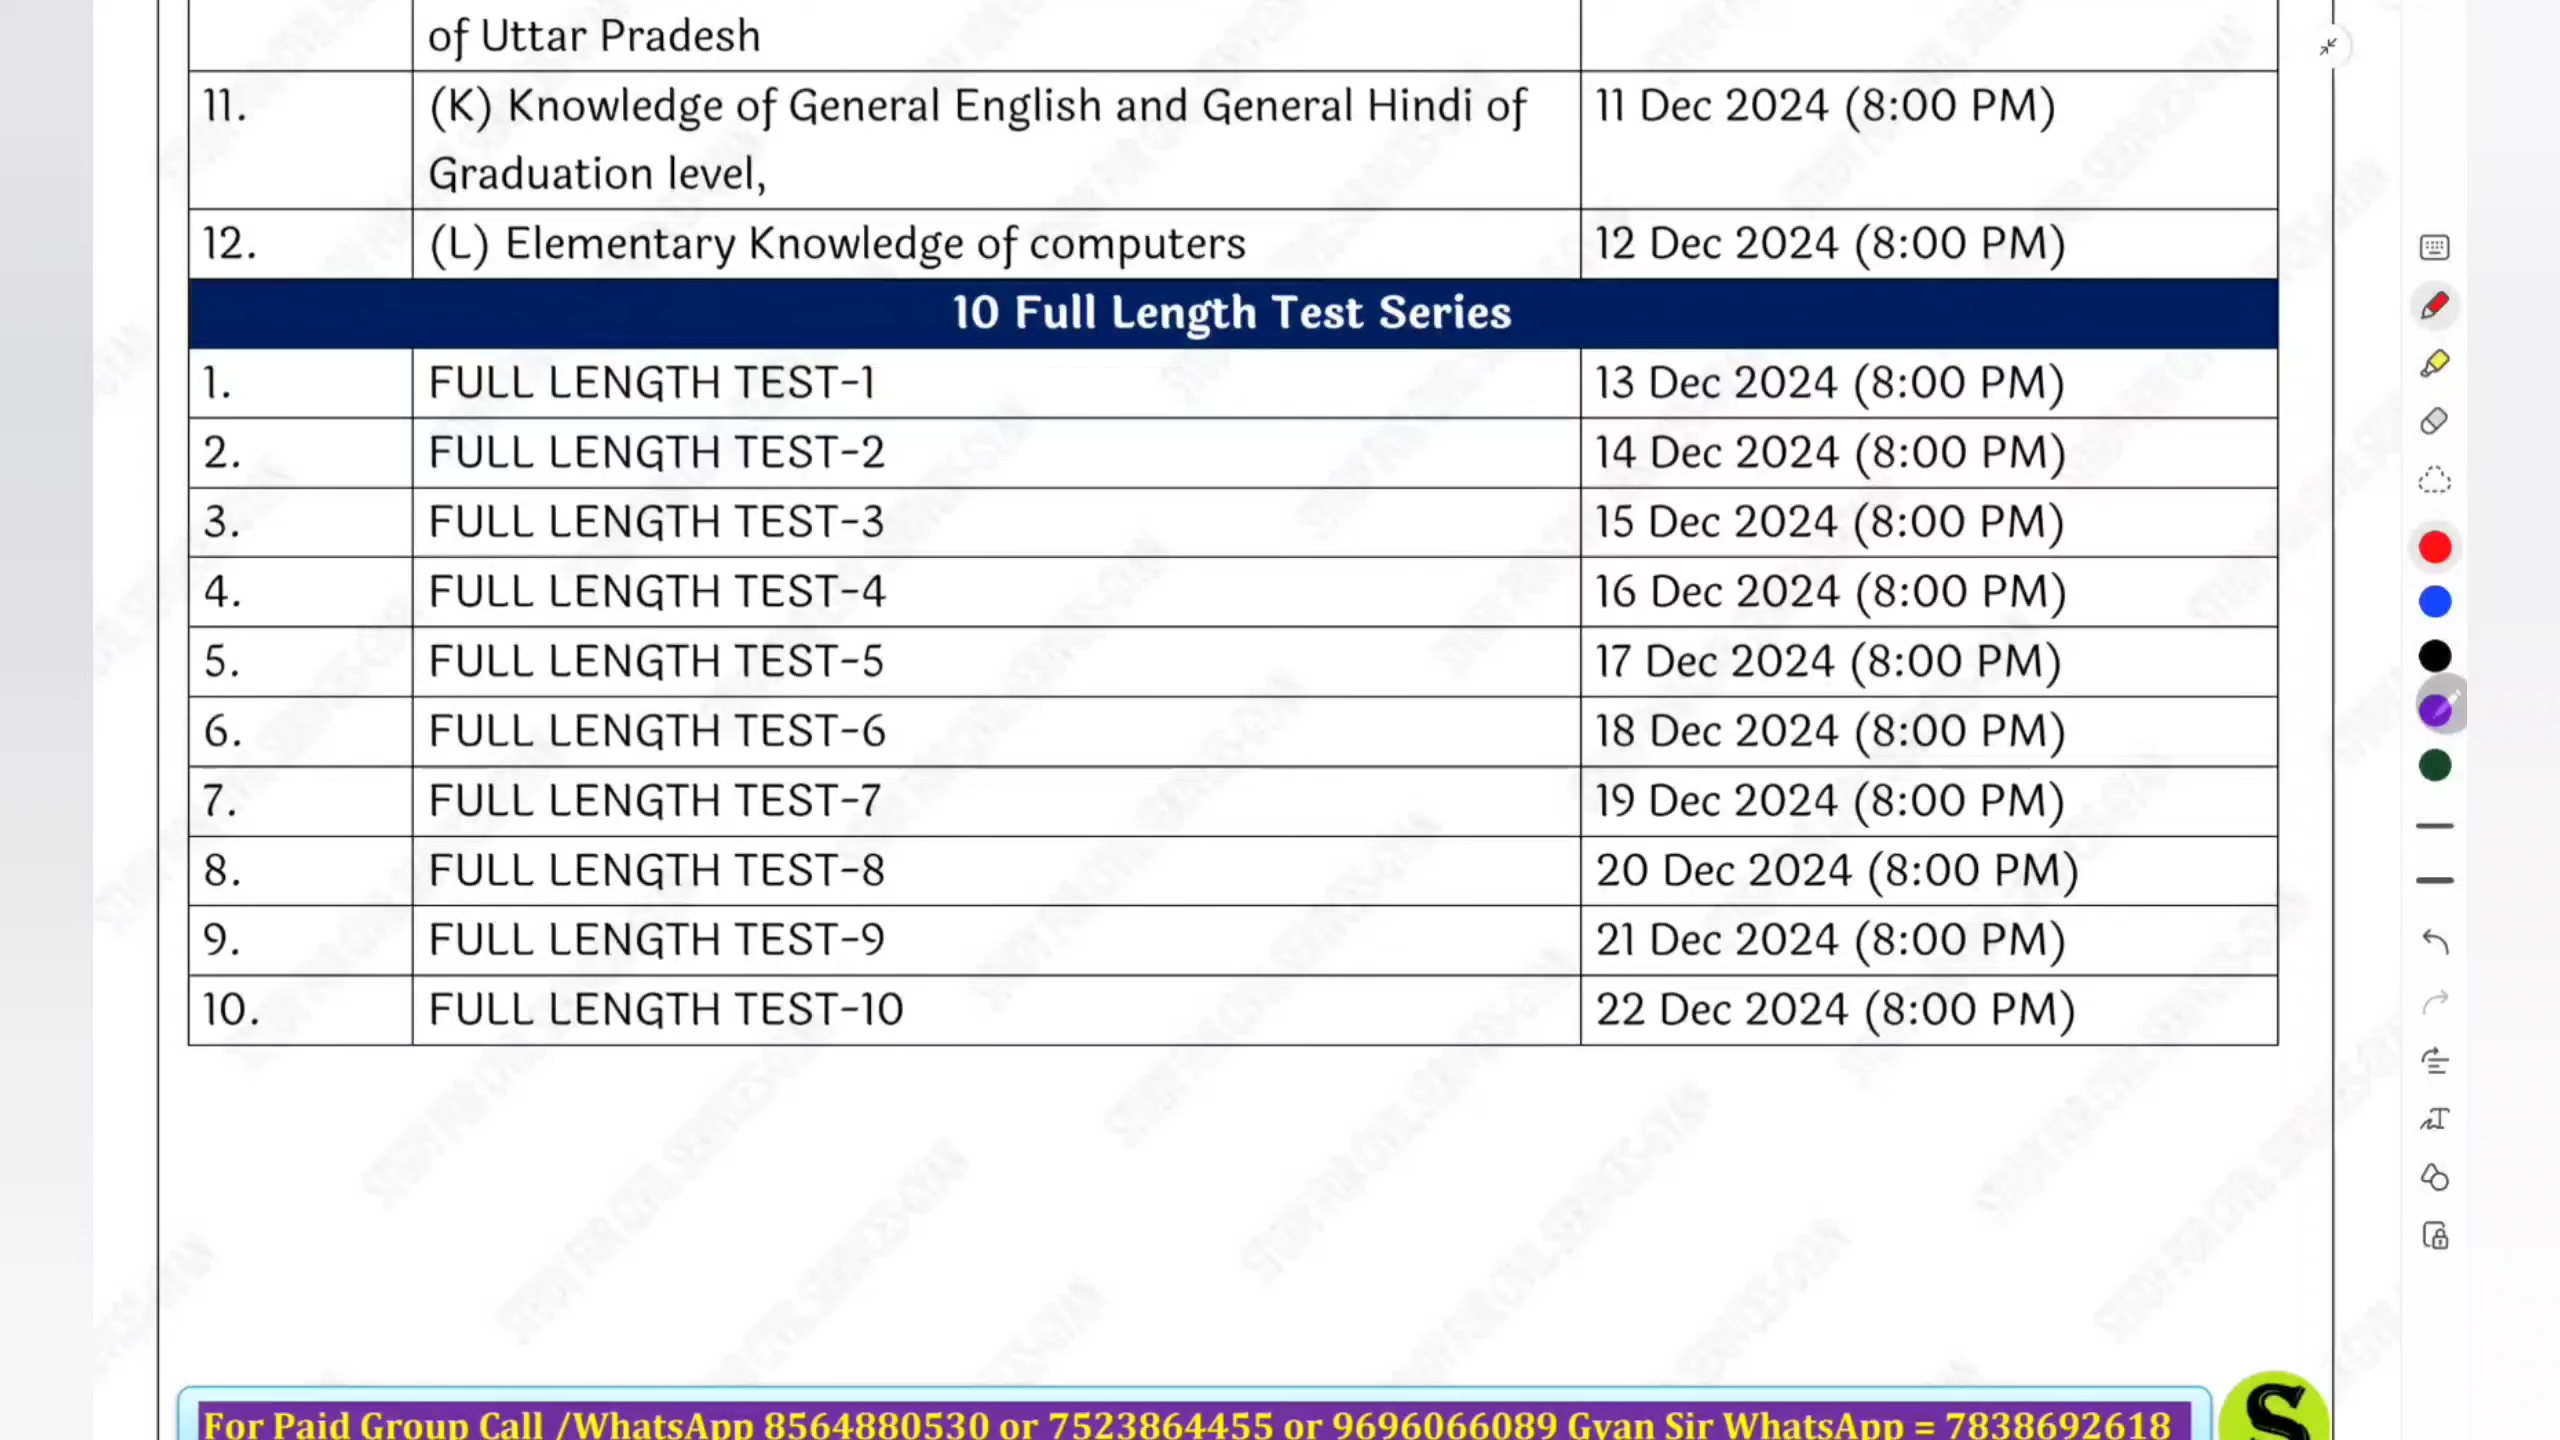 of Uttar Pradesh
11. (K) Knowledge of General English and General Hindi of 11 Dec 2024 (8:00 PM)
Graduation level,
12. (L) Elementary Knowledge of computers 12 Dec 2024 (8:00 PM)
10 Full Length Test Series
1. FULL LENGTH TEST-1 13 Dec 2024 (8:00 PM)
2. FULL LENGTH TEST-2 14 Dec 2024 (8:00 PM)
3. FULL LENGTH TEST-3 15 Dec 2024 (8:00 PM)
4. FULL LENGTH TEST-4 16 Dec 2024 (8:00 PM)
5. FULL LENGTH TEST-5 17 Dec 2024 (8:00 PM)
6. FULL LENGTH TEST-6 18 Dec 2024 (8:00 PM)
7. FULL LENGTH TEST-7 19 Dec 2024 (8:00 PM)
8. FULL LENGTH TEST-8 20 Dec 2024 (8:00 PM)
9. FULL LENGTH TEST-9 21 Dec 2024 (8:00 PM)
10. FULL LENGTH TEST-10 22 Dec 2024 (8:00 PM)
For Paid Group Call /WhatsApp 8564880530 or 7523864455 or 9696066089 Gyan Sir WhatsApp = 7838692618
STUDY FOR CIVIL SERVICES-GYAN